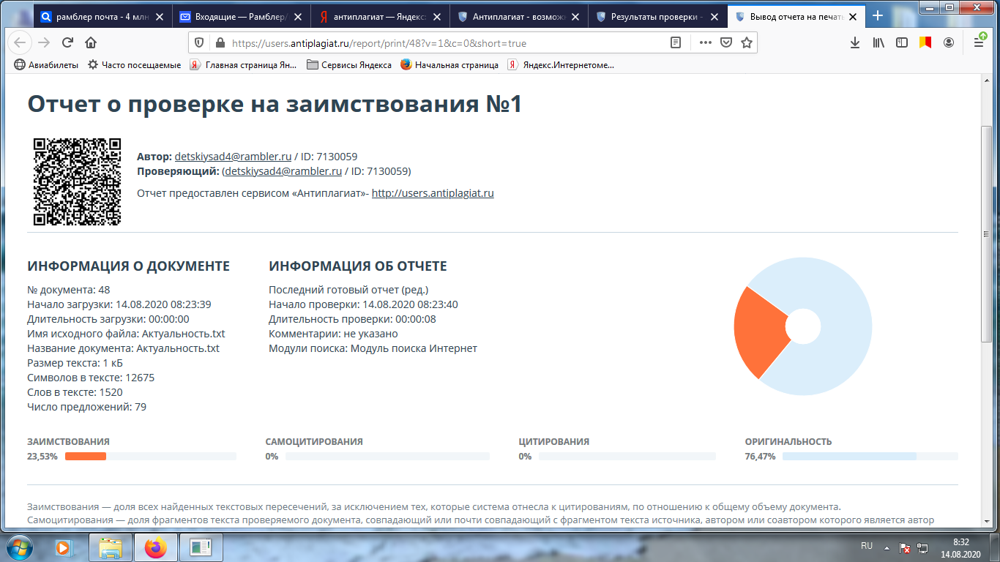 рамблер почта - 4 млн
Входящие — Рамблер/
антиплагиат — Яндекс
Антиплагиат - возможн
Результаты проверки -
Вывод отчета на печать
https://users.antiplagiat.ru/report/print/48?v=1&c=0&short=true
Авиабилеты
Часто посещаемые
Главная страница Ян...
Сервисы Яндекса
Начальная страница
Яндекс.Интернетоме...
Отчет о проверке на заимствования №1
Автор: detskiysad4@rambler.ru / ID: 7130059
Проверяющий: (detskiysad4@rambler.ru / ID: 7130059)
Отчет предоставлен сервисом «Антиплагиат»- http://users.antiplagiat.ru
ИНФОРМАЦИЯ О ДОКУМЕНТЕ
№ документа: 48
Начало загрузки: 14.08.2020 08:23:39
Длительность загрузки: 00:00:00
Имя исходного файла: Актуальность.txt
Название документа: Актуальность.txt
Размер текста: 1 кБ
Символов в тексте: 12675
Слов в тексте: 1520
Число предложений: 79
ИНФОРМАЦИЯ ОБ ОТЧЕТЕ
Последний готовый отчет (ред.)
Начало проверки: 14.08.2020 08:23:40
Длительность проверки: 00:00:08
Комментарии: не указано
Модули поиска: Модуль поиска Интернет
ЗАИМСТВОВАНИЯ
23,53%
САМОЦИТИРОВАНИЯ
0%
ЦИТИРОВАНИЯ
0%
ОРИГИНАЛЬНОСТЬ
76,47%
Заимствования — доля всех найденных текстовых пересечений, за исключением тех, которые система отнесла к цитированиям, по отношению к общему объему документа.
Самоцитирования — доля фрагментов текста проверяемого документа, совпадающий или почти совпадающий с фрагментом текста источника, автором или соавтором которого является автор
RU
8:32
14.08.2020